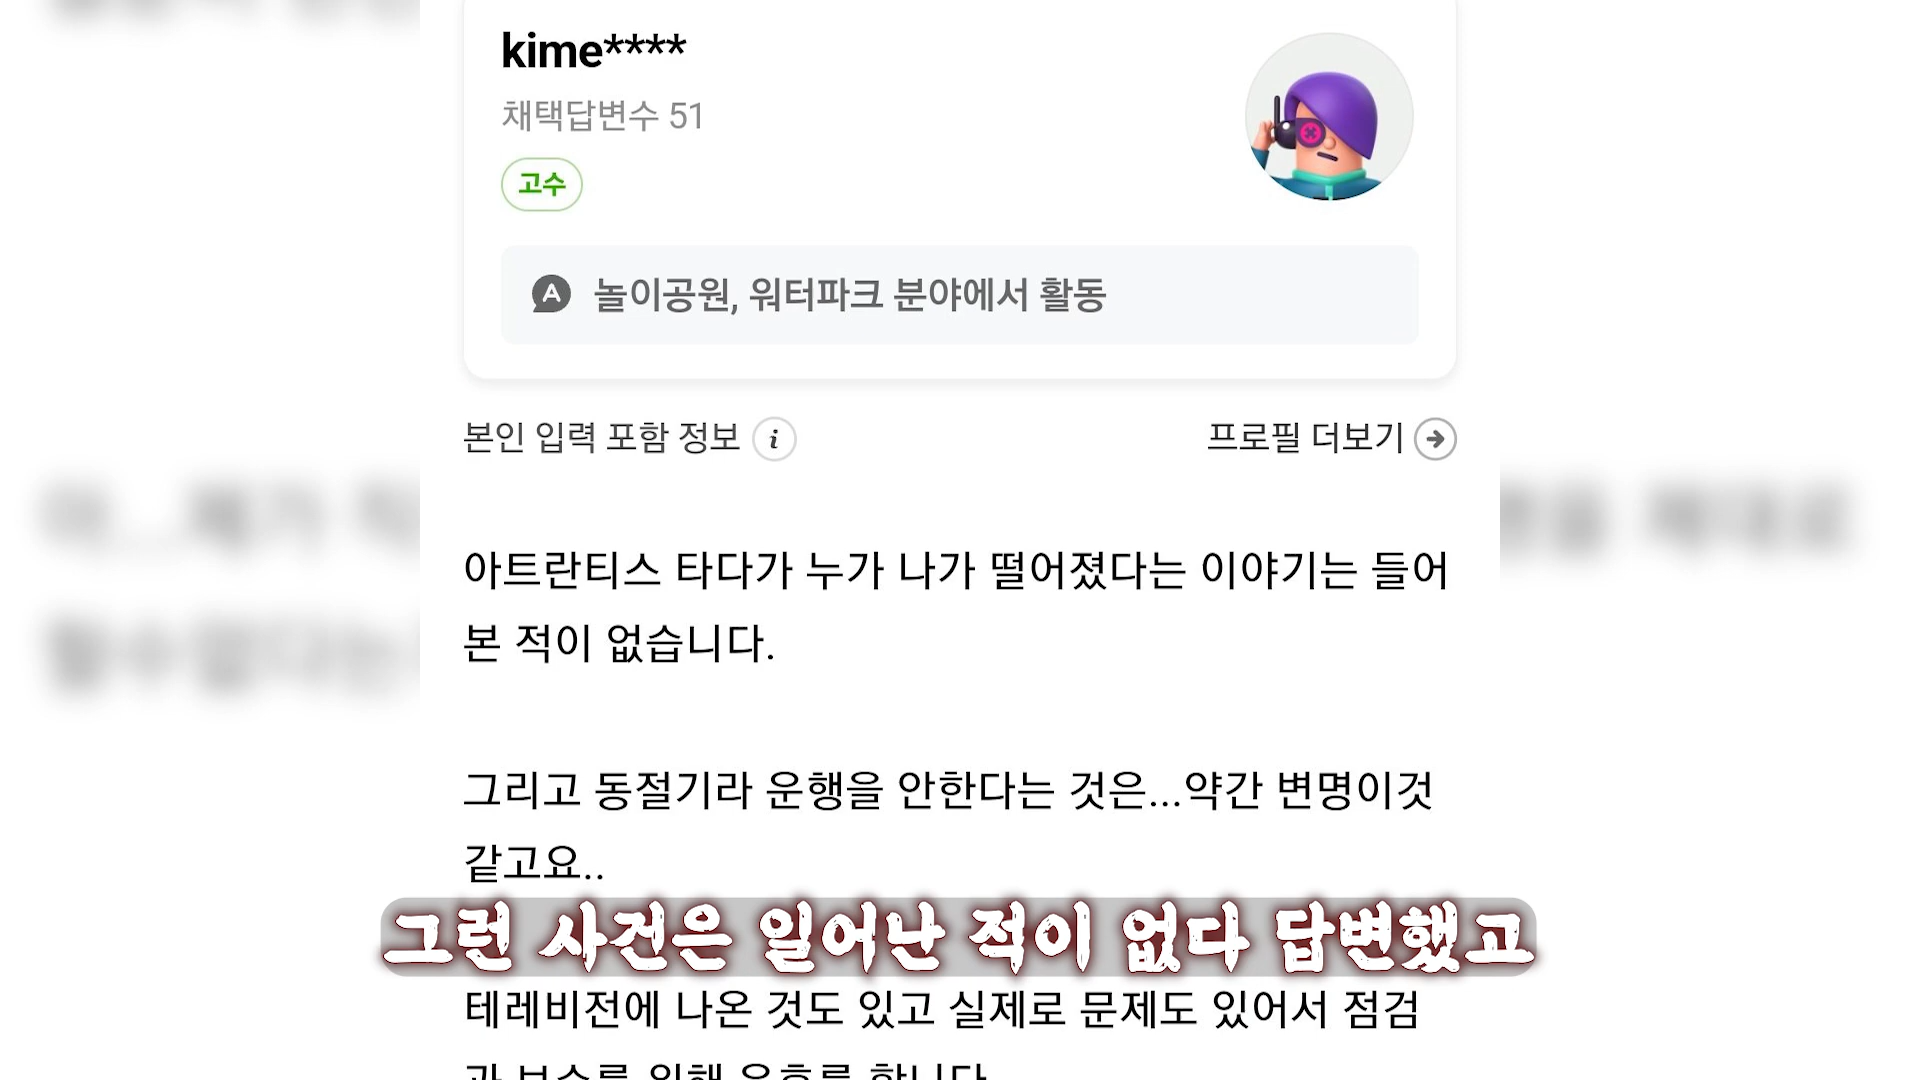 kime****
채택답변수 51
고수
놀이공원, 워터파크 분야에서 활동
본인 입력 포함 정보
프로필 더보기
아트란티스 타다가 누가 나가 떨어졌다는 이야기는 들어
본 적이 없습니다.
그리고 동절기라 운행을 안한다는 것은...약간 변명이것
같고요..
그런 사건은 일어난 적이 없다 답변했고
테레비전에 나온 것도 있고 실제로 문제도 있어서 점검